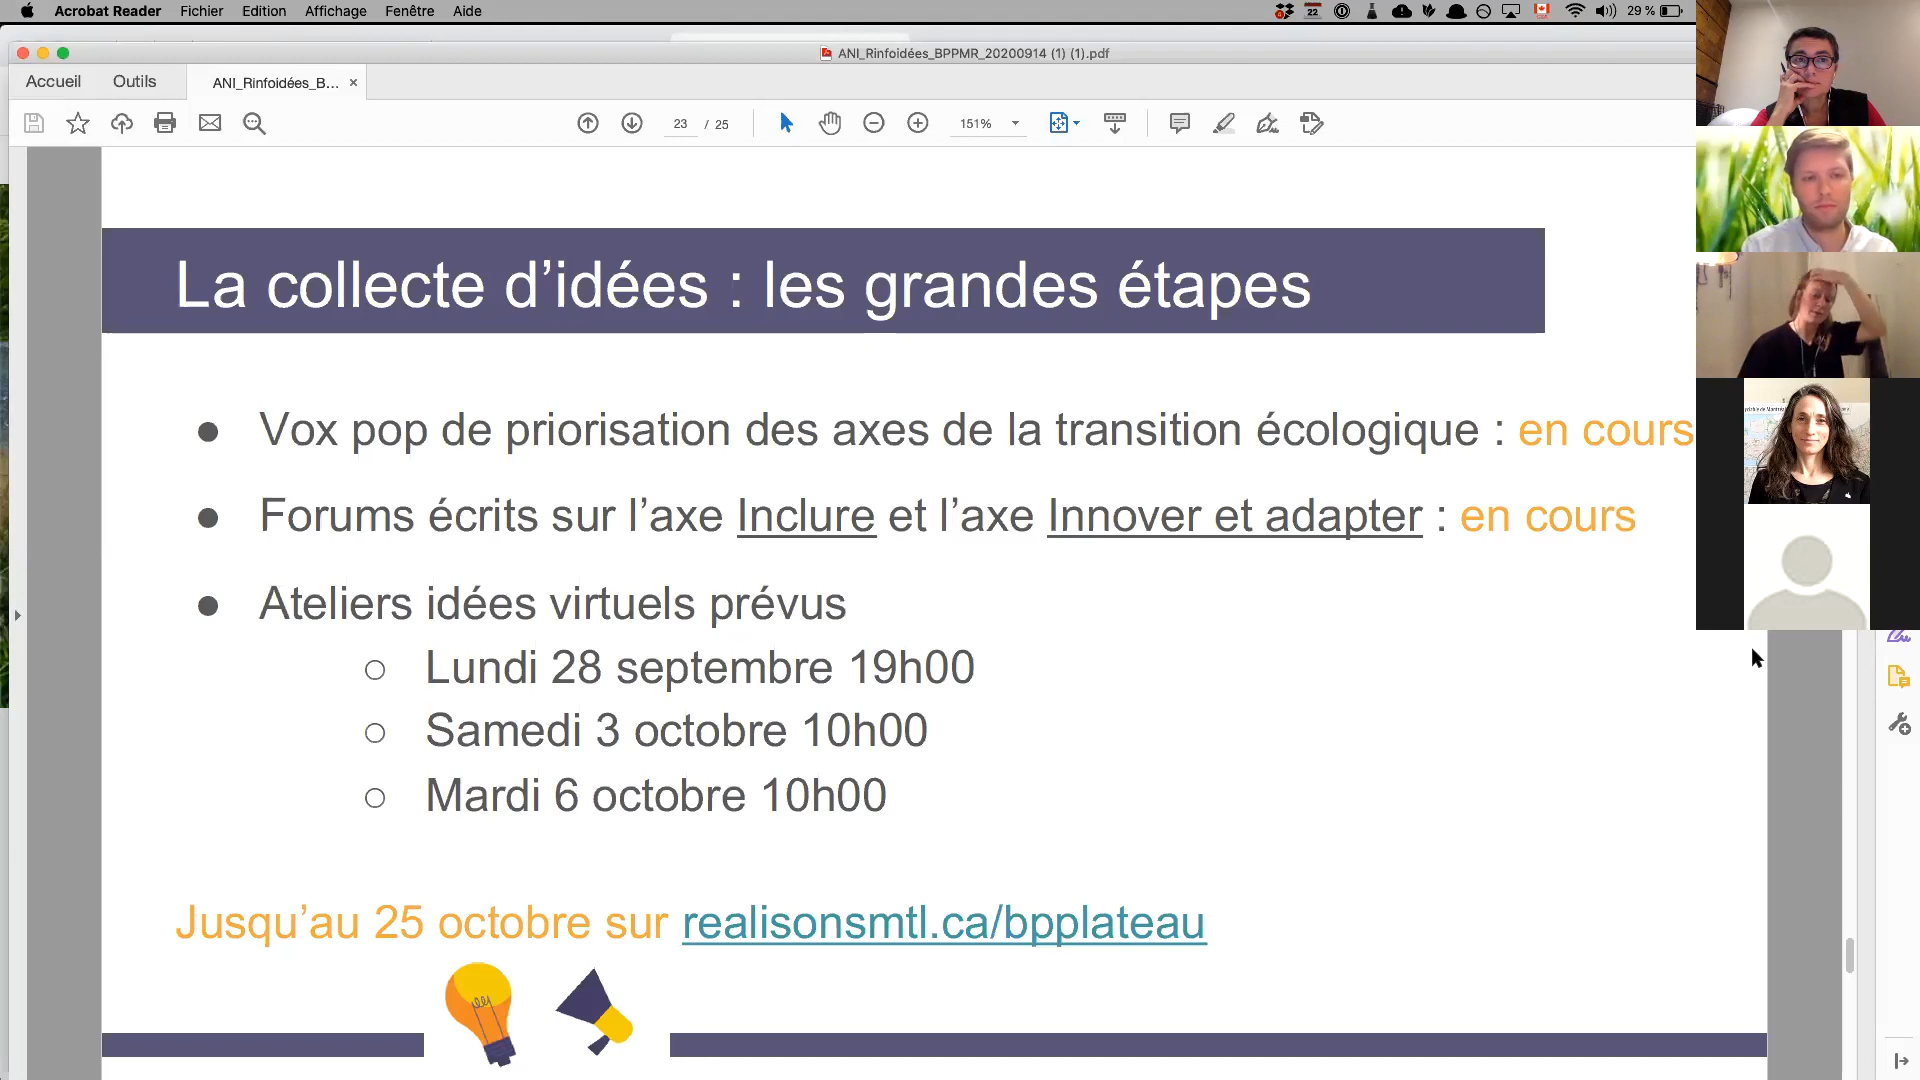 Acrobat Reader Fichier Edition Affichage Fenêtre Aide
22
29 %
ANI_Rinfoidées_BPPMR_20200914 (1) (1).pdf
Accueil Outils ANI_Rinfoidées_B... ×
23 / 25 151%
La collecte d’idées : les grandes étapes
● Vox pop de priorisation des axes de la transition écologique : en cours
● Forums écrits sur l’axe Inclure et l’axe Innover et adapter : en cours
● Ateliers idées virtuels prévus
○ Lundi 28 septembre 19h00
○ Samedi 3 octobre 10h00
○ Mardi 6 octobre 10h00
Jusqu’au 25 octobre sur realisonsmtl.ca/bpplateau